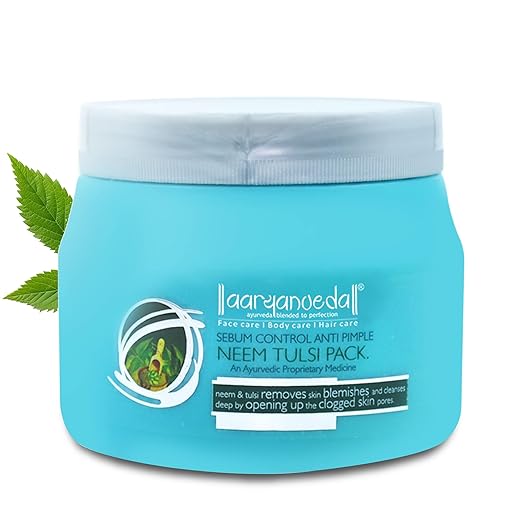 ||aaryanveda||®
ayurveda blended to perfection
Face care | Body care | Hair care
SEBUM CONTROL ANTI PIMPLE
NEEM TULSI PACK.
An Ayurvedic Proprietary Medicine
neem & tulsi removes skin blemishes and cleanses
deep by opening up the clogged skin pores